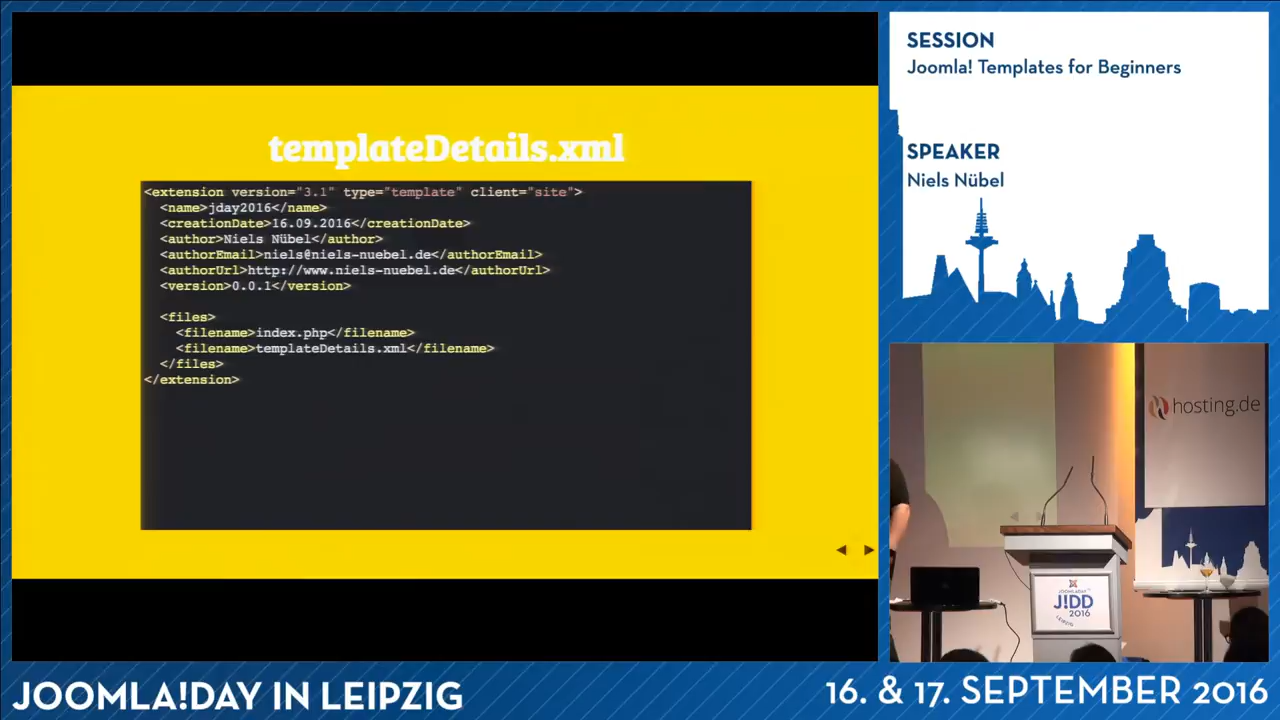 templateDetails.xml
<extension version="3.1" type="template" client="site">
<name>jday2016</name>
<creationDate>16.09.2016</creationDate>
<author>Niels Nübel</author>
<authorEmail>niels@niels-nuebel.de</authorEmail>
<authorUrl>http://www.niels-nuebel.de</authorUrl>
<version>0.0.1</version>
<files>
<filename>index.php</filename>
<filename>templateDetails.xml</filename>
</files>
</extension>
SESSION
Joomla! Templates for Beginners
SPEAKER
Niels Nübel
hosting.de
JOOMLADAY
J!DD
2016
LEIPZIG
JOOMLA!DAY IN LEIPZIG
16. & 17. SEPTEMBER 2016